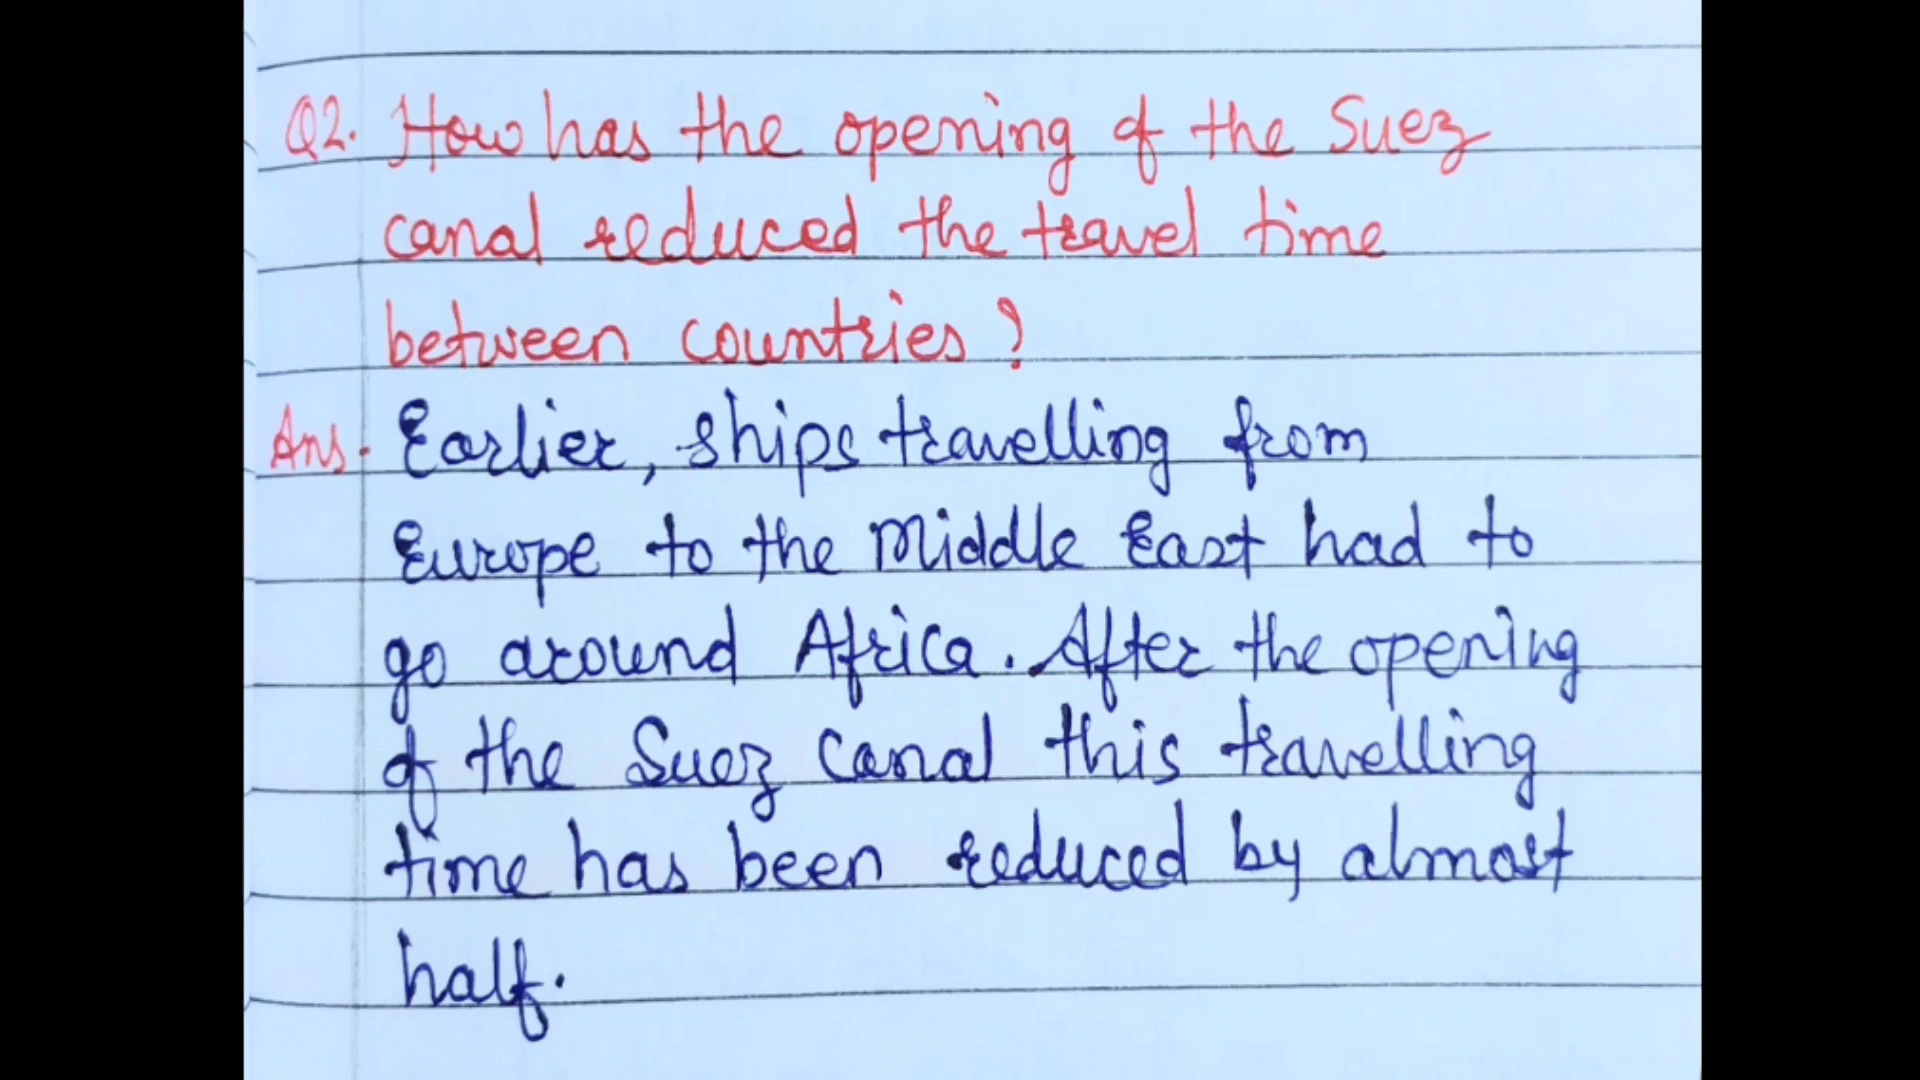 Q2. How has the opening of the Suez
canal reduced the travel time
between countries?
Ans. Earlier, ships travelling from
Europe to the Middle East had to
go around Africa. After the opening
of the Suez Canal this travelling
time has been reduced by almost
half.